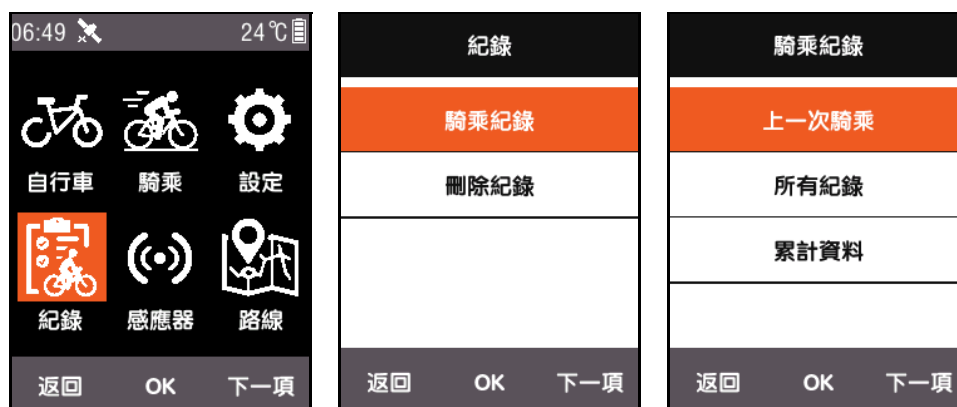 06:49 24℃
自行車 騎乘 設定
紀錄 感應器 路線
返回 OK 下一項
紀錄
騎乘紀錄
刪除紀錄
返回 OK 下一項
騎乘紀錄
上一次騎乘
所有紀錄
累計資料
返回 OK 下一項